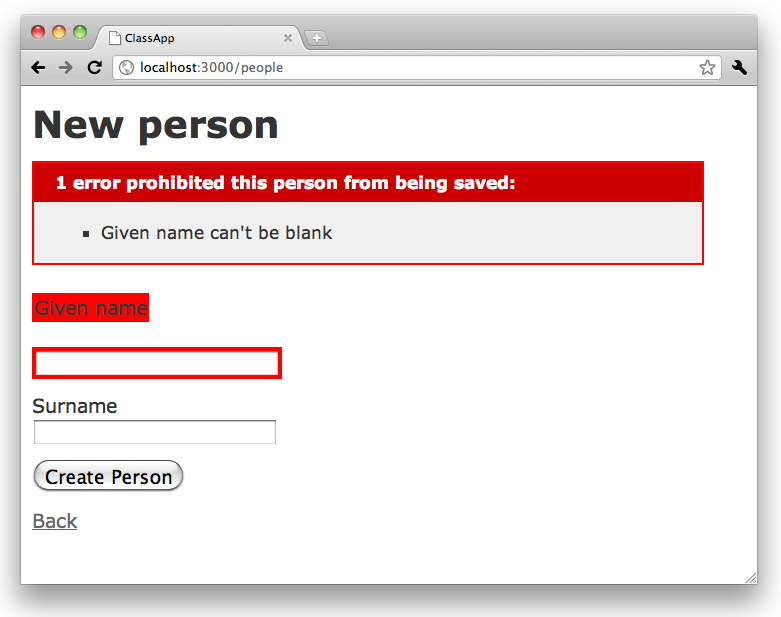 ClassApp
localhost:3000/people
New person
1 error prohibited this person from being saved:
Given name can't be blank
Given name
Surname
Create Person
Back